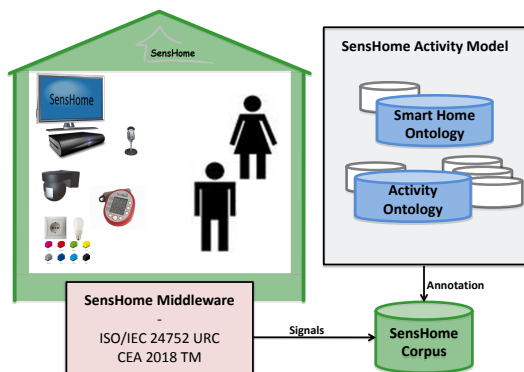 SensHome
SensHome
SensHome Activity Model
Smart Home
Ontology
Activity
Ontology
Annotation
SensHome Middleware
-
ISO/IEC 24752 URC
CEA 2018 TM
Signals
SensHome
Corpus